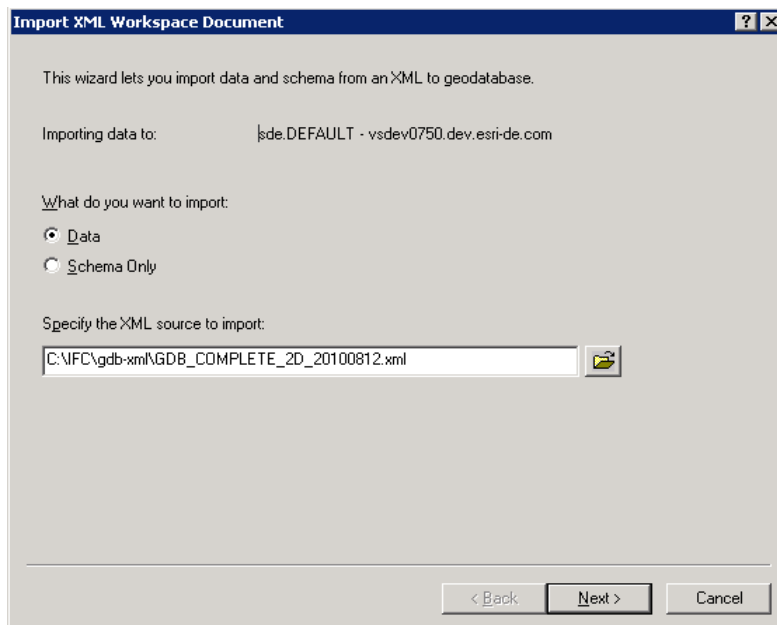 Import XML Workspace Document
This wizard lets you import data and schema from an XML to geodatabase.
Importing data to: sde.DEFAULT - vsdev0750.dev.esri-de.com
What do you want to import:
Data
Schema Only
Specify the XML source to import:
C:\IFC\gdb-xml\GDB_COMPLETE_2D_20100812.xml
< Back Next > Cancel